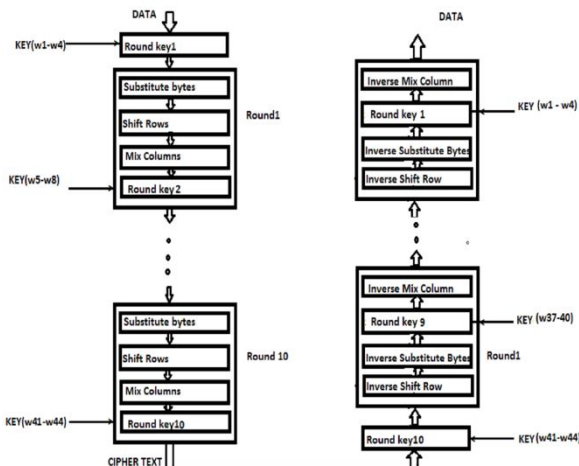 DATA
KEY(w1-w4)
Round key1
Substitute bytes
Shift Rows
Mix Columns
Round key 2
Round1
KEY(w5-w8)
Substitute bytes
Shift Rows
Mix Columns
Round key10
Round 10
KEY(w41-w44)
CIPHER TEXT
DATA
Inverse Mix Column
Round key 1
Inverse Substitute Bytes
Inverse Shift Row
KEY (w1 - w4)
Inverse Mix Column
Round key 9
Inverse Substitute Bytes
Inverse Shift Row
KEY (w37-40)
Round1
Round key10
KEY(w41-w44)